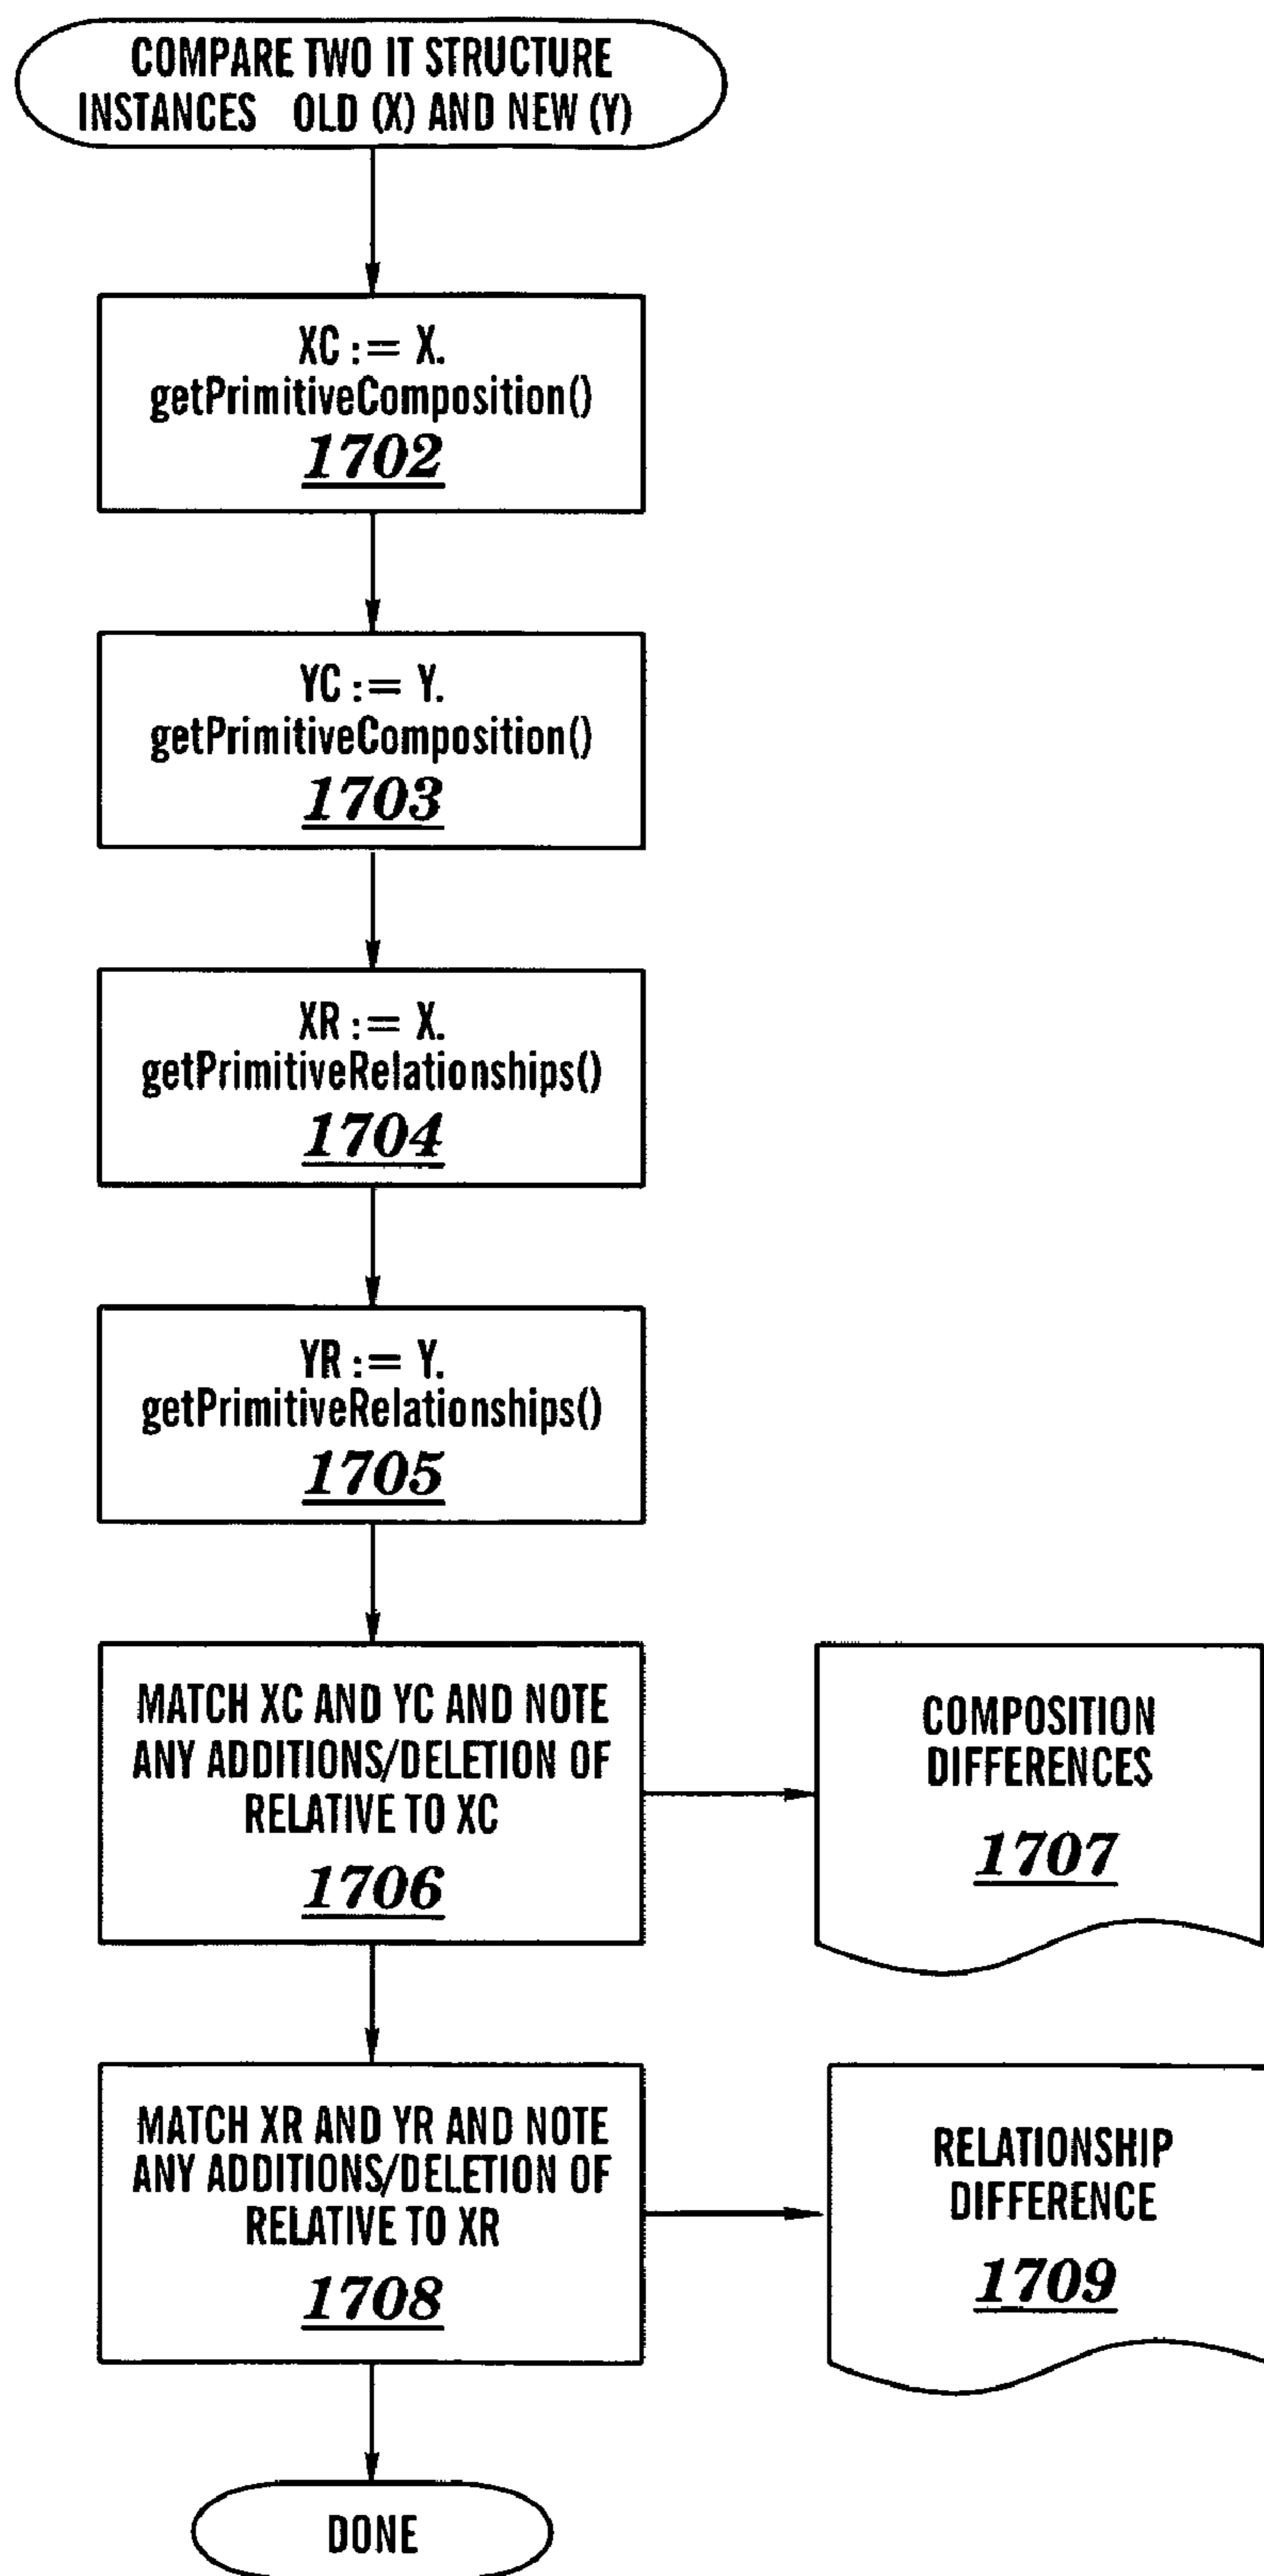 COMPARE TWO IT STRUCTURE
INSTANCES OLD (X) AND NEW (Y)
XC := X.
getPrimitiveComposition()
1702
YC := Y.
getPrimitiveComposition()
1703
XR := X.
getPrimitiveRelationships()
1704
YR := Y.
getPrimitiveRelationships()
1705
MATCH XC AND YC AND NOTE
ANY ADDITIONS/DELETION OF
RELATIVE TO XC
1706
COMPOSITION
DIFFERENCES
1707
MATCH XR AND YR AND NOTE
ANY ADDITIONS/DELETION OF
RELATIVE TO XR
1708
RELATIONSHIP
DIFFERENCE
1709
DONE